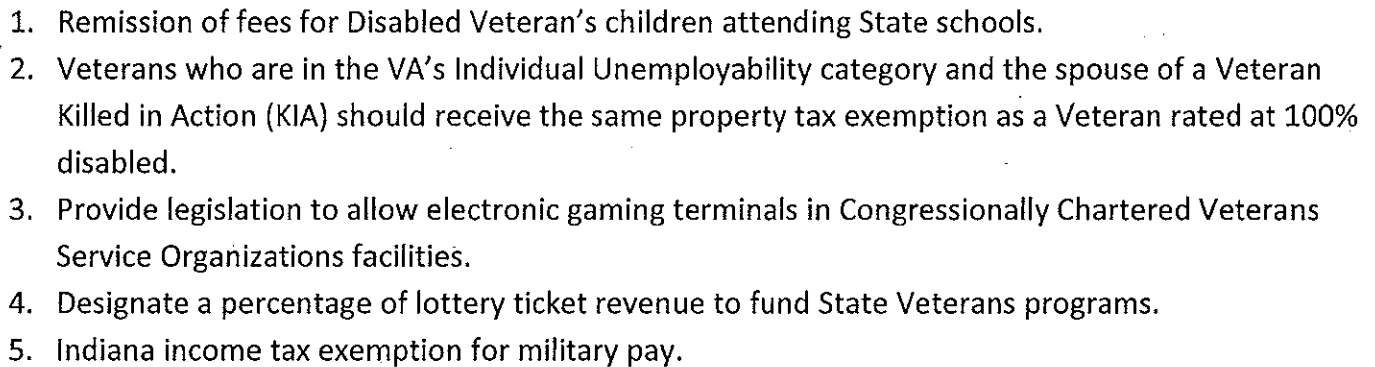 1. Remission of fees for Disabled Veteran's children attending State schools.
2. Veterans who are in the VA's Individual Unemployability category and the spouse of a Veteran
Killed in Action (KIA) should receive the same property tax exemption as a Veteran rated at 100%
disabled.
3. Provide legislation to allow electronic gaming terminals in Congressionally Chartered Veterans
Service Organizations facilities.
4. Designate a percentage of lottery ticket revenue to fund State Veterans programs.
5. Indiana income tax exemption for military pay.